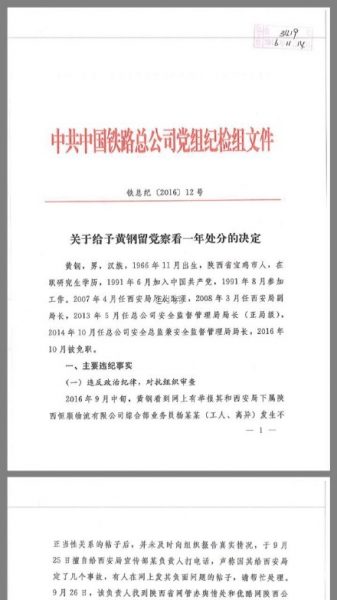 中共中国铁路总公司党组纪检组文件
铁总纪〔2016〕12号
关于给予黄钢留党察看一年处分的决定
黄钢，男，汉族，1966年11月出生，陕西省宝鸡市人，在
职研究生学历，1991年6月加入中国共产党，1991年8月参加
工作。2007年4月任西安局
2008年3月任西安局副
局长，2013年5月任总公司安全监督管理局局长（正局级），
2014年10月任总公司安全总监兼安全监督管理局局长，2016年
10月被免职。
一、主要违纪事实
（一）违反政治纪律，对抗组织审查
2016年9月中旬，黄钢看到网上有举报其和西安局下属陕
西恒顺物流有限公司综合部业务员杨某某（工人、离异）发生不
— 1 —
正当性关系的帖子后，并未及时向组织报告真实情况，于9月
25日擅自给西安局宣传部某负责人打电话，声称因其给西安局
定了几个事故，有人在网上发其负面问题的帖子，请帮忙处理。
9月26日，该负责人找到陕西省网管办舆情处和优酷网陕西公